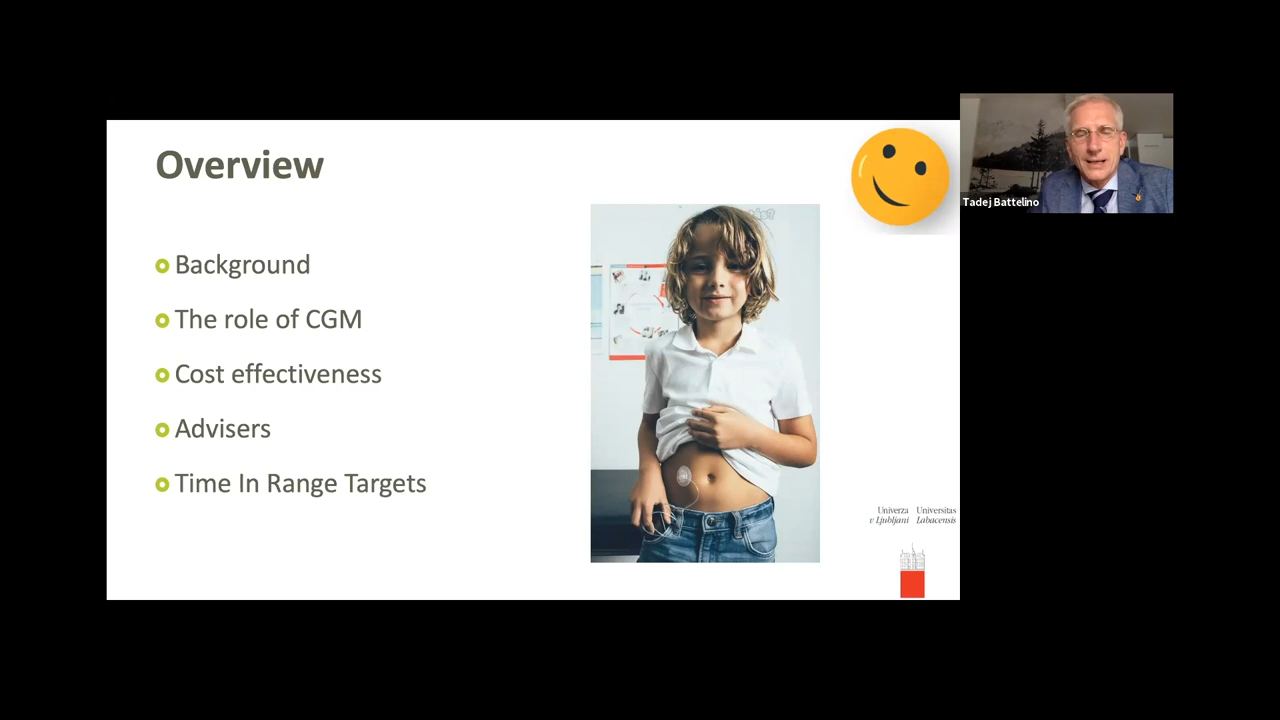 Overview
Background
The role of CGM
Cost effectiveness
Advisers
Time In Range Targets
Tadej Battelino
Univerza Universitas
v Ljubljani Labacensis